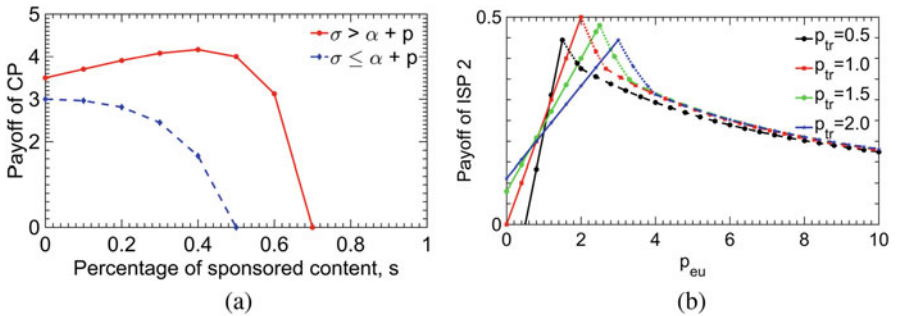 5
4
3
2
1
0
0
0.2
0.4
0.6
0.8
1
Payoff of CP
Percentage of sponsored content, s
σ > α + p
σ ≤ α + p
(a)
0.5
0
0
2
4
6
8
10
Payoff of ISP 2
p_eu
p_tr=0.5
p_tr=1.0
p_tr=1.5
p_tr=2.0
(b)